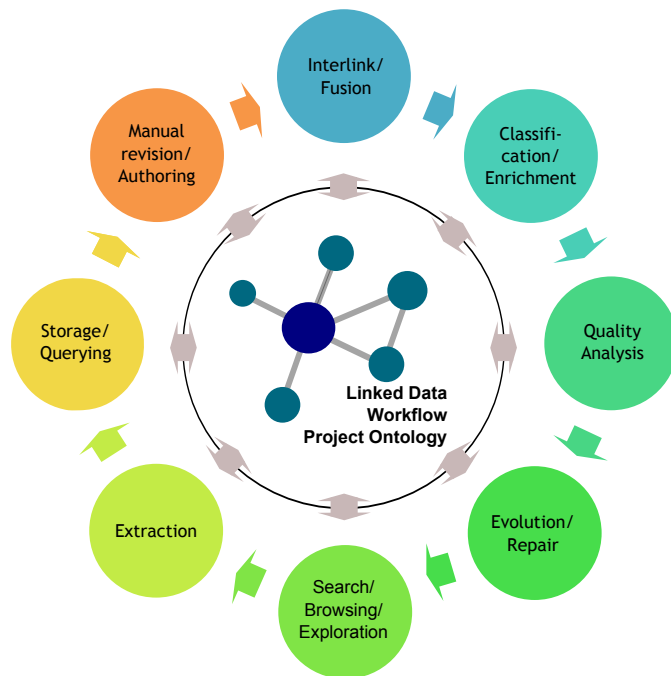 Interlink/
Fusion
Classifi-
cation/
Enrichment
Quality
Analysis
Evolution/
Repair
Search/
Browsing/
Exploration
Extraction
Storage/
Querying
Manual
revision/
Authoring
Linked Data
Workflow
Project Ontology